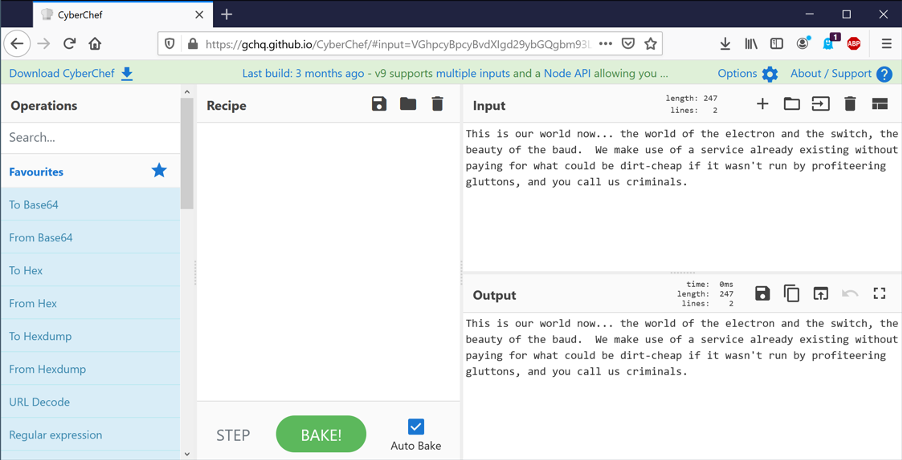 CyberChef
https://gchq.github.io/CyberChef/#input=VGhpcyBpcyBvdXIgd29ybGQgbm93L
1
ABP
Download CyberChef
Last build: 3 months ago - v9 supports multiple inputs and a Node API allowing you ...
Options
About / Support
Operations
Search...
Favourites
To Base64
From Base64
To Hex
From Hex
To Hexdump
From Hexdump
URL Decode
Regular expression
Recipe
STEP
BAKE!
Auto Bake
Input
length: 247
lines: 2
This is our world now... the world of the electron and the switch, the
beauty of the baud.  We make use of a service already existing without
paying for what could be dirt-cheap if it wasn't run by profiteering
gluttons, and you call us criminals.
Output
time: 0ms
length: 247
lines: 2
This is our world now... the world of the electron and the switch, the
beauty of the baud.  We make use of a service already existing without
paying for what could be dirt-cheap if it wasn't run by profiteering
gluttons, and you call us criminals.